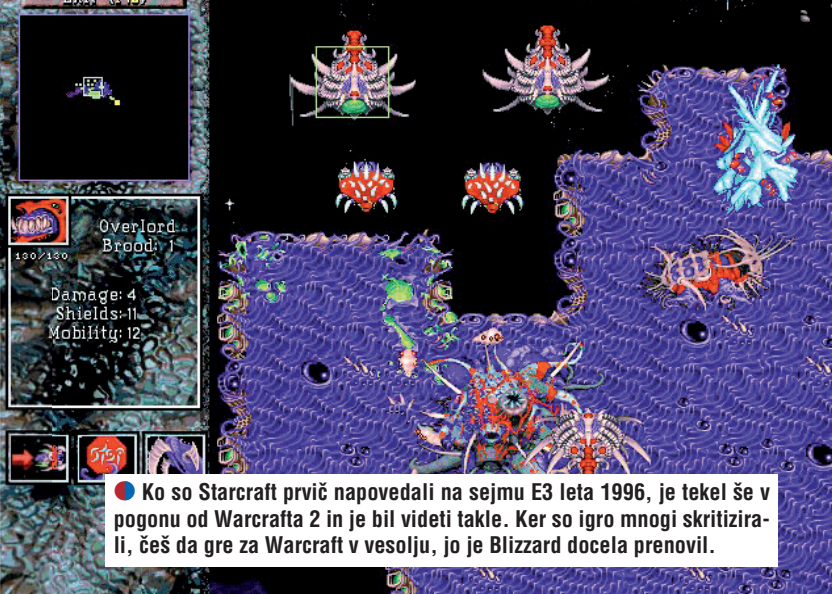 Overlord
Brood: 1
130/130
Damage: 4
Shields: 11
Mobility: 12
STOP
Ko so Starcraft prvič napovedali na sejmu E3 leta 1996, je tekel še v
pogonu od Warcrafta 2 in je bil videti takle. Ker so igro mnogi skritizira-
li, češ da gre za Warcraft v vesolju, jo je Blizzard docela prenovil.